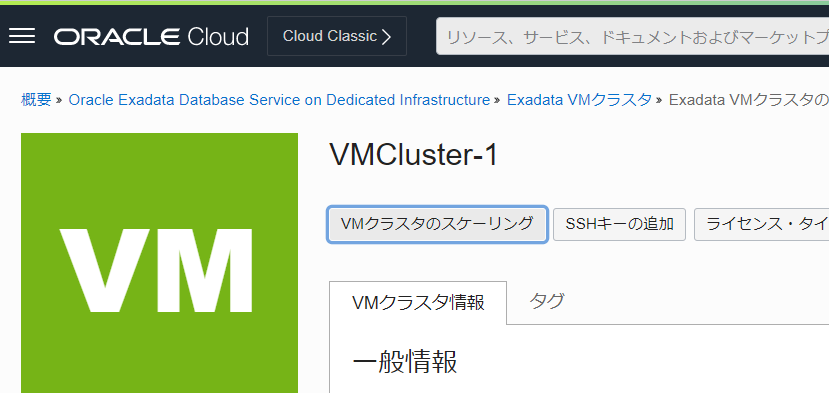 ORACLE Cloud Cloud Classic リソース、サービス、ドキュメントおよびマーケットプ
概要 » Oracle Exadata Database Service on Dedicated Infrastructure » Exadata VMクラスタ » Exadata VMクラスタの
VM
VMCluster-1
VMクラスタのスケーリング SSHキーの追加 ライセンス・タイ
VMクラスタ情報 タグ
一般情報